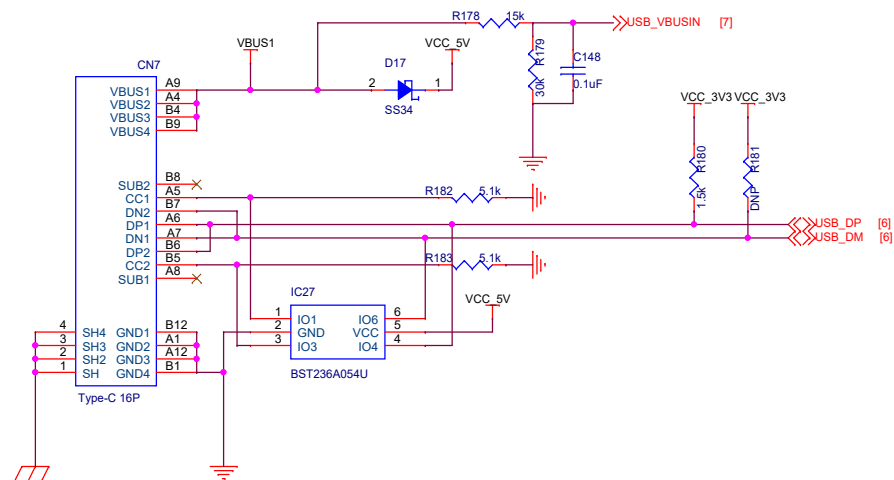 R178 15k USB_VBUSIN [7]
VBUS1 D17 VCC_5V R179 C148
CN7
VBUS1 A9 2 1 30k 0.1uF
VBUS2 A4 SS34 VCC_3V3 VCC_3V3
VBUS3 B4
VBUS4 B9
R180 R181
SUB2 B8 1.5k DNP
CC1 A5 R182 5.1k
DN2 B7
DP1 A6 USB_DP [6]
DN1 A7 USB_DM [6]
DP2 B6
CC2 B5 R183 5.1k
SUB1 A8
IC27 VCC_5V
1 IO1 IO6 6
4 SH4 GND1 B12 2 GND VCC 5
3 SH3 GND2 A1 3 IO3 IO4 4
2 SH2 GND3 A12
1 SH GND4 B1 BST236A054U
Type-C 16P